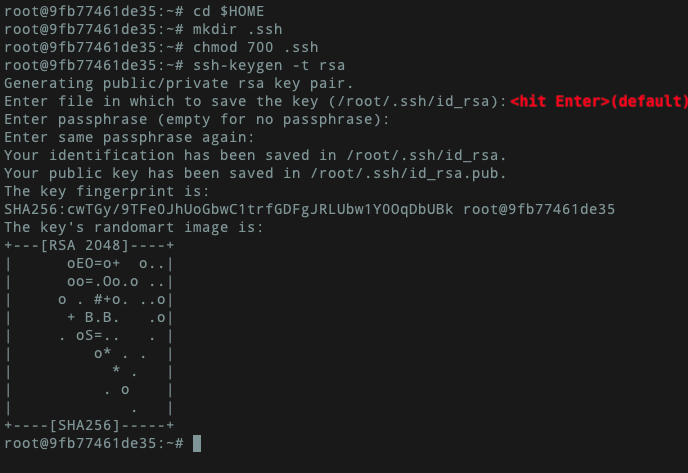 root@9fb77461de35:~# cd $HOME
root@9fb77461de35:~# mkdir .ssh
root@9fb77461de35:~# chmod 700 .ssh
root@9fb77461de35:~# ssh-keygen -t rsa
Generating public/private rsa key pair.
Enter file in which to save the key (/root/.ssh/id_rsa): <hit Enter>(default)
Enter passphrase (empty for no passphrase):
Enter same passphrase again:
Your identification has been saved in /root/.ssh/id_rsa.
Your public key has been saved in /root/.ssh/id_rsa.pub.
The key fingerprint is:
SHA256:cwTGy/9TFe0JhUoGbwC1trfGDFgJRLUbw1Y0OqDbUBk root@9fb77461de35
The key's randomart image is:
+---[RSA 2048]----+
|      oEO=o+  o..|
|      oo=.Oo.o ..|
|     o . #+o. ..o|
|      + B.B.   .o|
|     . oS=..   . |
|         o* . .  |
|           * .   |
|          . o    |
|             .   |
+----[SHA256]-----+
root@9fb77461de35:~#